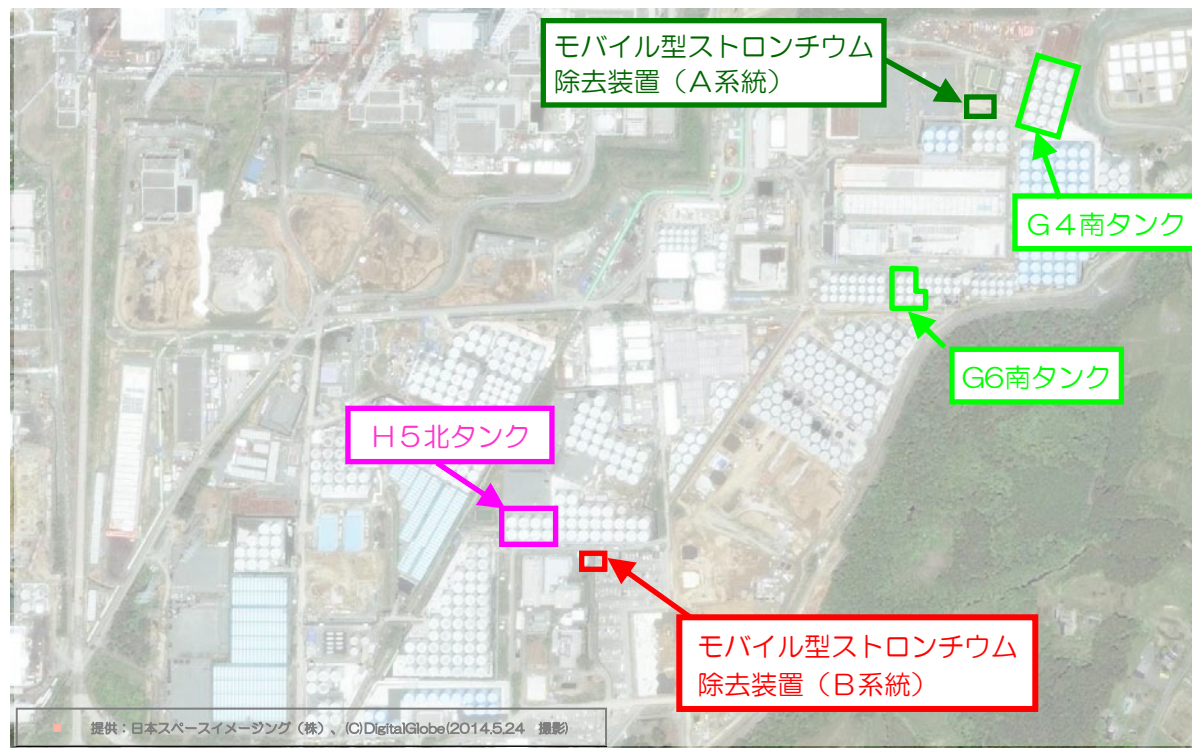 モバイル型ストロンチウム
除去装置（A系統）
G４南タンク
G6南タンク
H５北タンク
モバイル型ストロンチウム
除去装置（B系統）
提供：日本スペースイメージング（株）、(C)DigitalGlobe(2014.5.24　撮影)